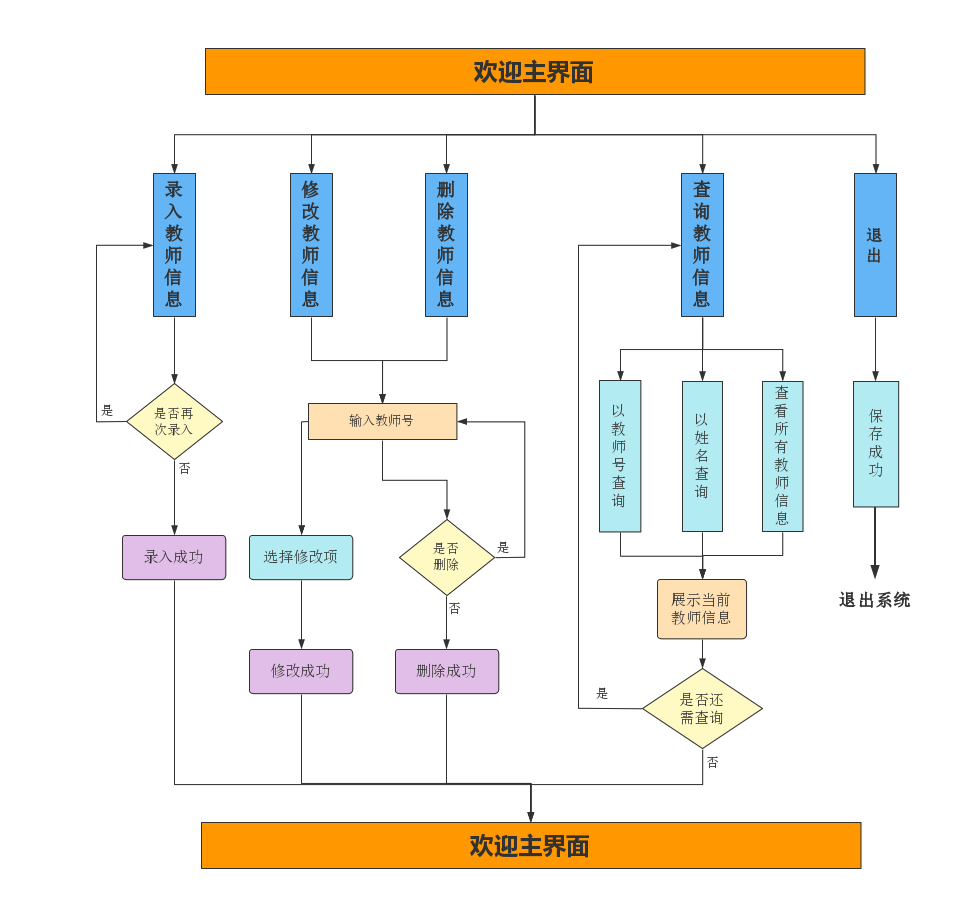 欢迎主界面
录入教师信息
修改教师信息
删除教师信息
查询教师信息
退出
是否再
次录入
是
否
输入教师号
以教师号查询
以姓名查询
查看所有教师信息
保存成功
录入成功
选择修改项
是否
删除
是
否
展示当前
教师信息
退出系统
修改成功
删除成功
是否还
需查询
是
否
欢迎主界面